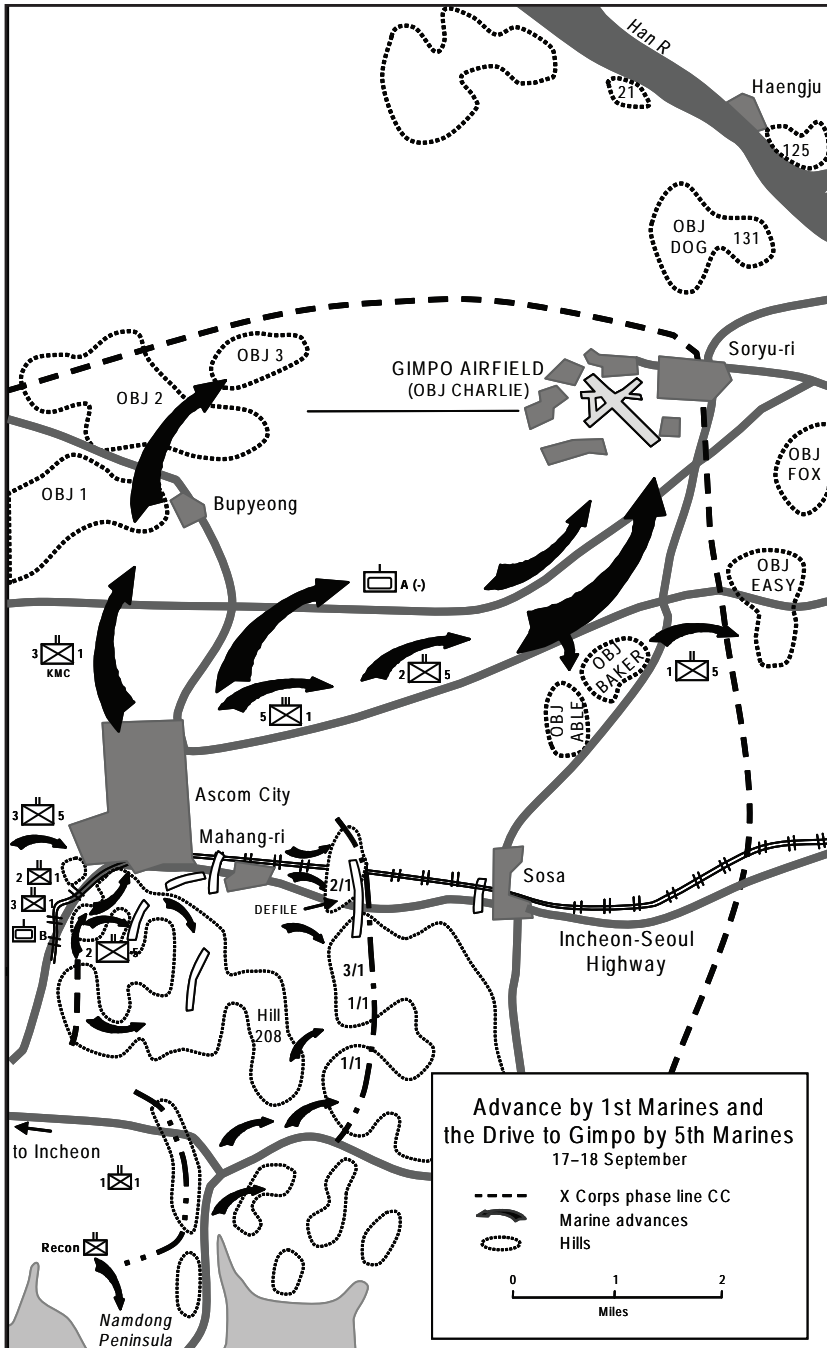 Han R
Haengju
21
125
OBJ
DOG
131
OBJ 3
Soryu-ri
GIMPO AIRFIELD
(OBJ CHARLIE)
OBJ 2
OBJ
FOX
OBJ 1
Bupyeong
OBJ
EASY
A (-)
3 1
KMC
OBJ
BAKER
2 5
1 5
5 1
OBJ
ABLE
Ascom City
3 5
Mahang-ri
2 1
2/1
Sosa
3 1
DEFILE
B
Incheon-Seoul
Highway
2 5
3/1
1/1
Hill
208
1/1
to Incheon
1 1
Recon
Namdong
Peninsula
Advance by 1st Marines and
the Drive to Gimpo by 5th Marines
17–18 September
X Corps phase line CC
Marine advances
Hills
0 1 2
Miles